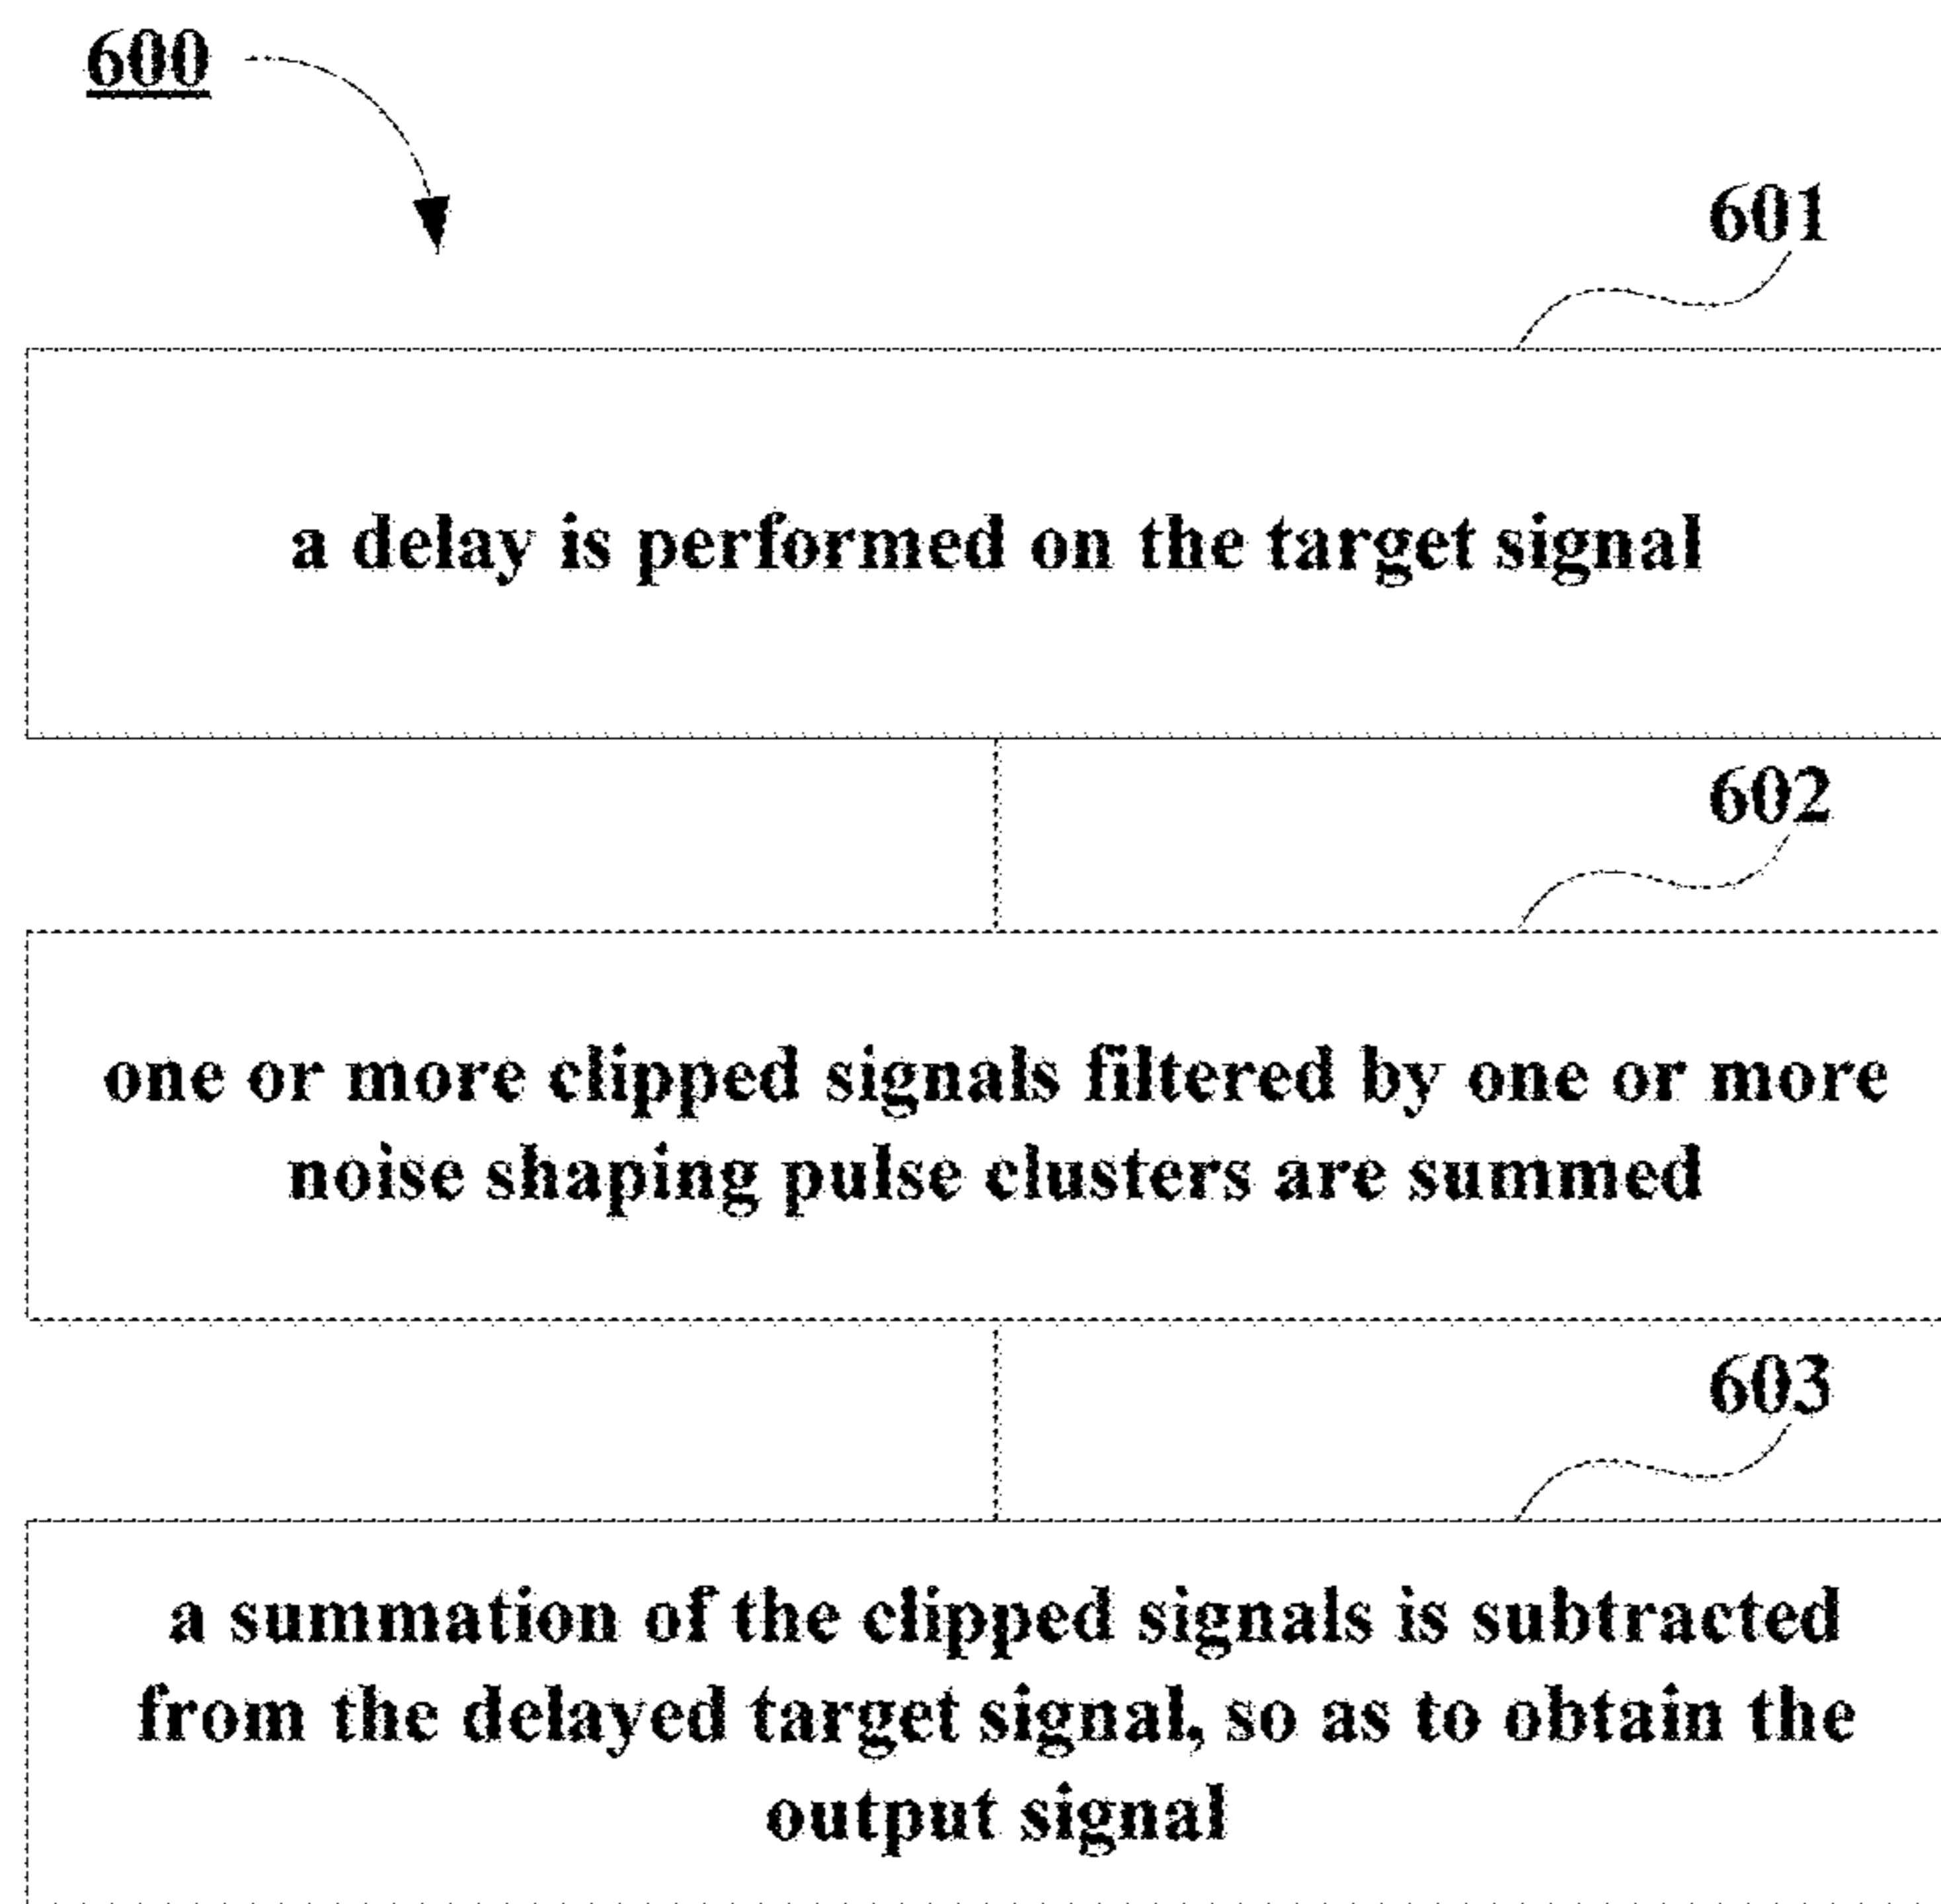 600
601
a delay is performed on the target signal
602
one or more clipped signals filtered by one or more
noise shaping pulse clusters are summed
603
a summation of the clipped signals is subtracted
from the delayed target signal, so as to obtain the
output signal